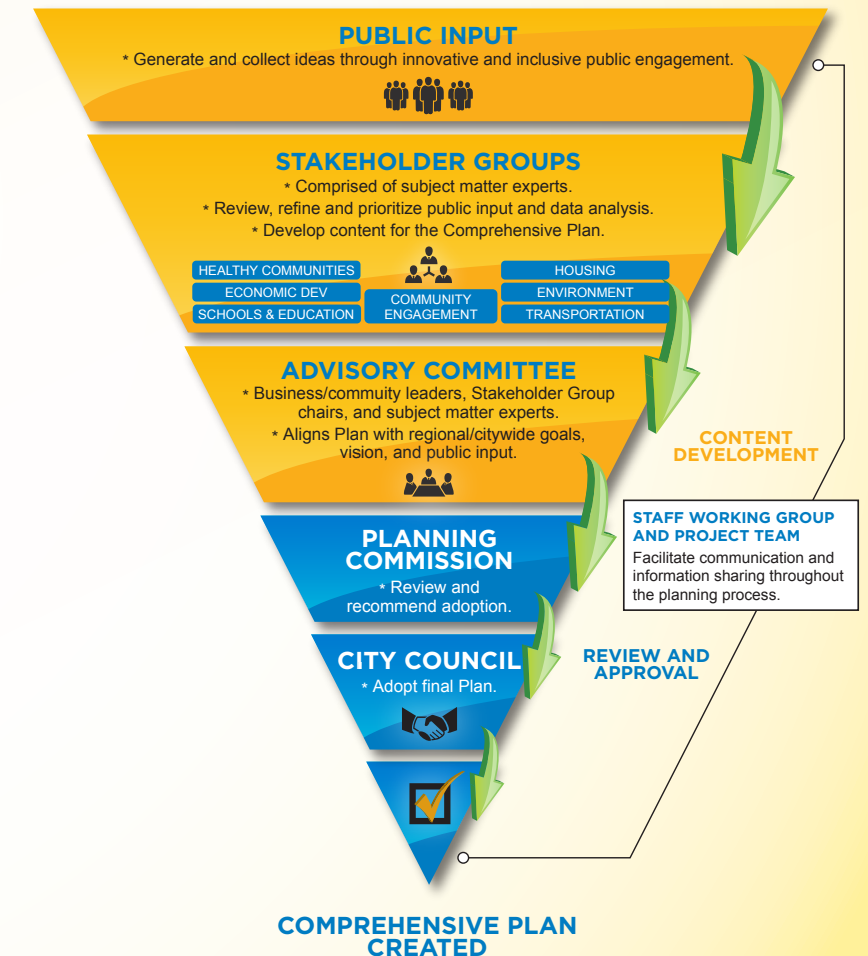 PUBLIC INPUT
* Generate and collect ideas through innovative and inclusive public engagement.
STAKEHOLDER GROUPS
* Comprised of subject matter experts.
* Review, refine and prioritize public input and data analysis.
* Develop content for the Comprehensive Plan.
HEALTHY COMMUNITIES
ECONOMIC DEV
SCHOOLS & EDUCATION
COMMUNITY
ENGAGEMENT
HOUSING
ENVIRONMENT
TRANSPORTATION
ADVISORY COMMITTEE
* Business/commuity leaders, Stakeholder Group
chairs, and subject matter experts.
* Aligns Plan with regional/citywide goals,
vision, and public input.
CONTENT
DEVELOPMENT
STAFF WORKING GROUP
AND PROJECT TEAM
Facilitate communication and
information sharing throughout
the planning process.
PLANNING
COMMISSION
* Review and
recommend adoption.
CITY COUNCIL
* Adopt final Plan.
REVIEW AND
APPROVAL
COMPREHENSIVE PLAN
CREATED